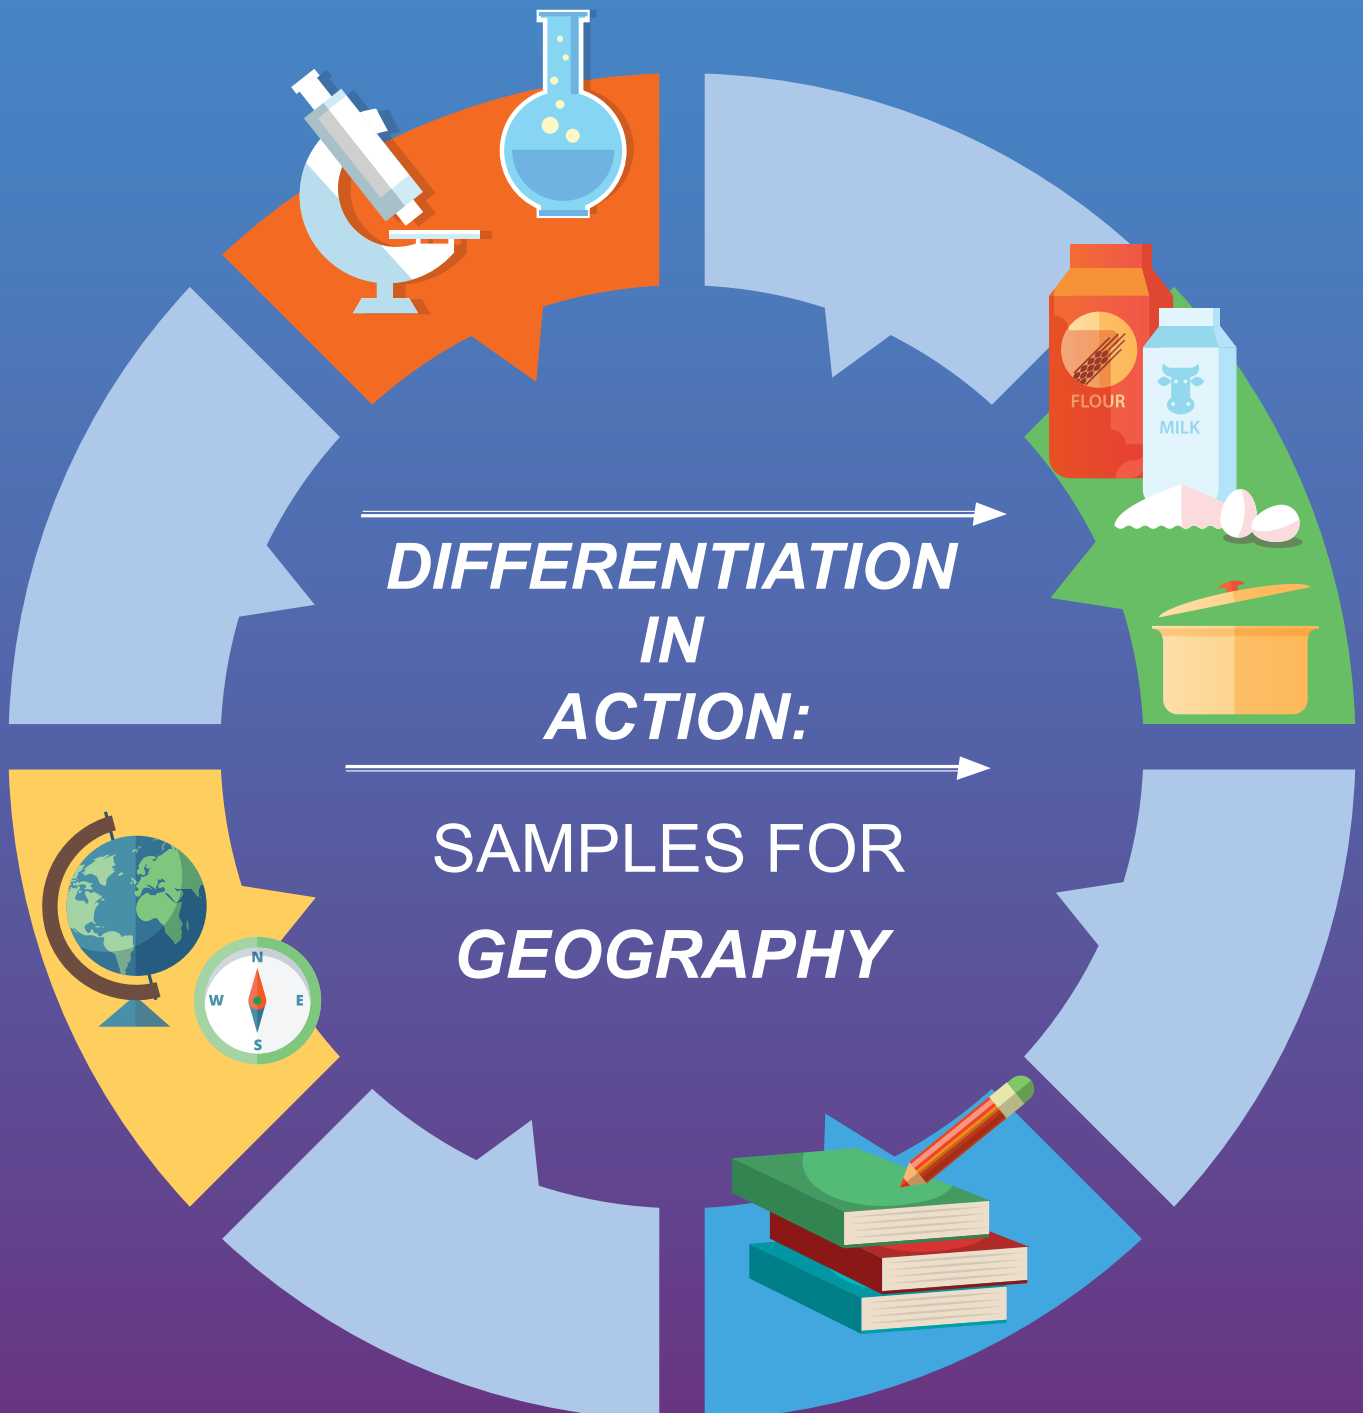 FLOUR
MILK
DIFFERENTIATION
IN
ACTION:
SAMPLES FOR
GEOGRAPHY
N
W E
S